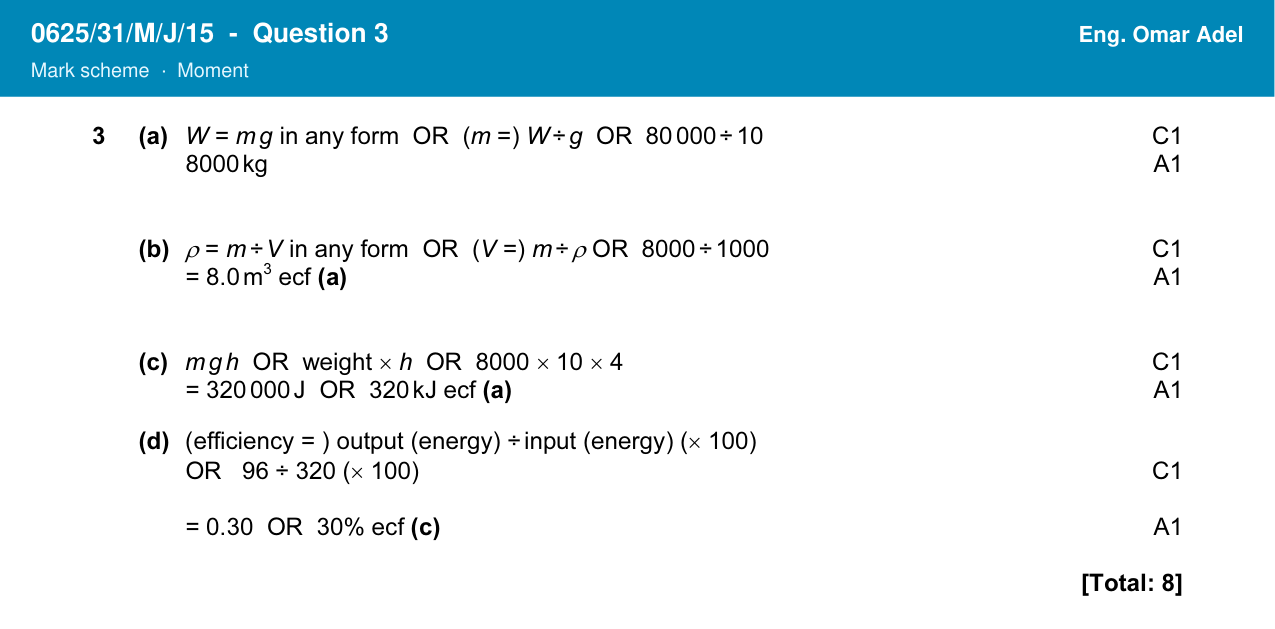 0625/31/M/J/15 - Question 3
Eng. Omar Adel
Mark scheme · Moment
3 (a) W = m g in any form OR (m =) W ÷ g OR 80 000 ÷ 10 C1
8000 kg A1
(b) ρ = m ÷ V in any form OR (V =) m ÷ ρ OR 8000 ÷ 1000 C1
= 8.0 m³ ecf (a) A1
(c) m g h OR weight × h OR 8000 × 10 × 4 C1
= 320 000 J OR 320 kJ ecf (a) A1
(d) (efficiency = ) output (energy) ÷ input (energy) (× 100)
OR 96 ÷ 320 (× 100) C1
= 0.30 OR 30% ecf (c) A1
[Total: 8]